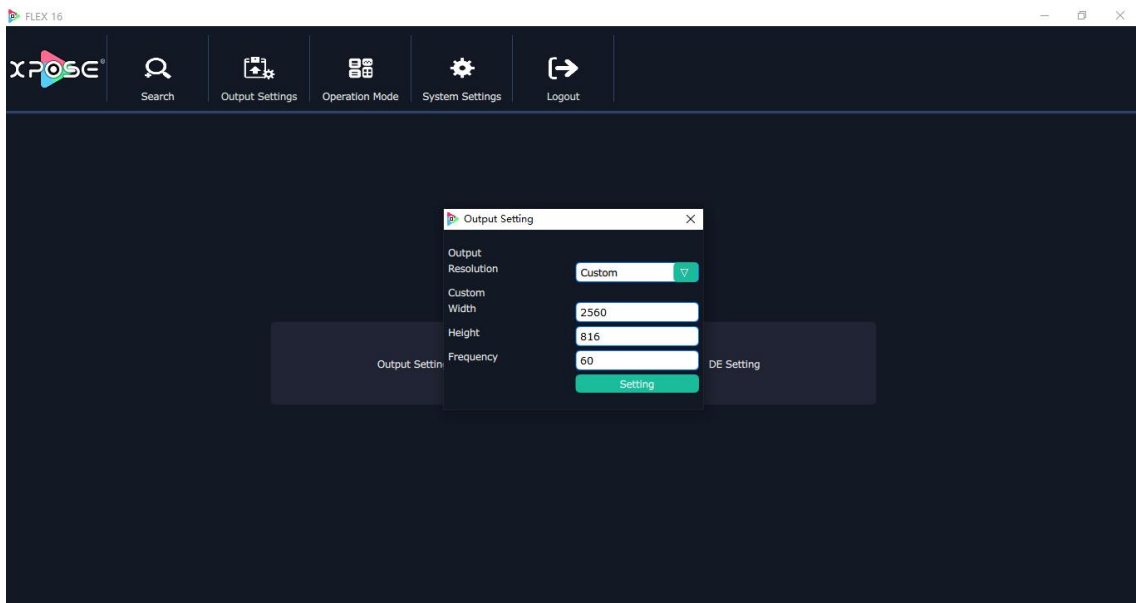 FLEX 16
XPOSE®
Search
Output Settings
Operation Mode
System Settings
Logout
Output Setting
Output
Resolution
Custom
Custom
Width
2560
Height
816
Frequency
60
Setting
Output Settin
DE Setting